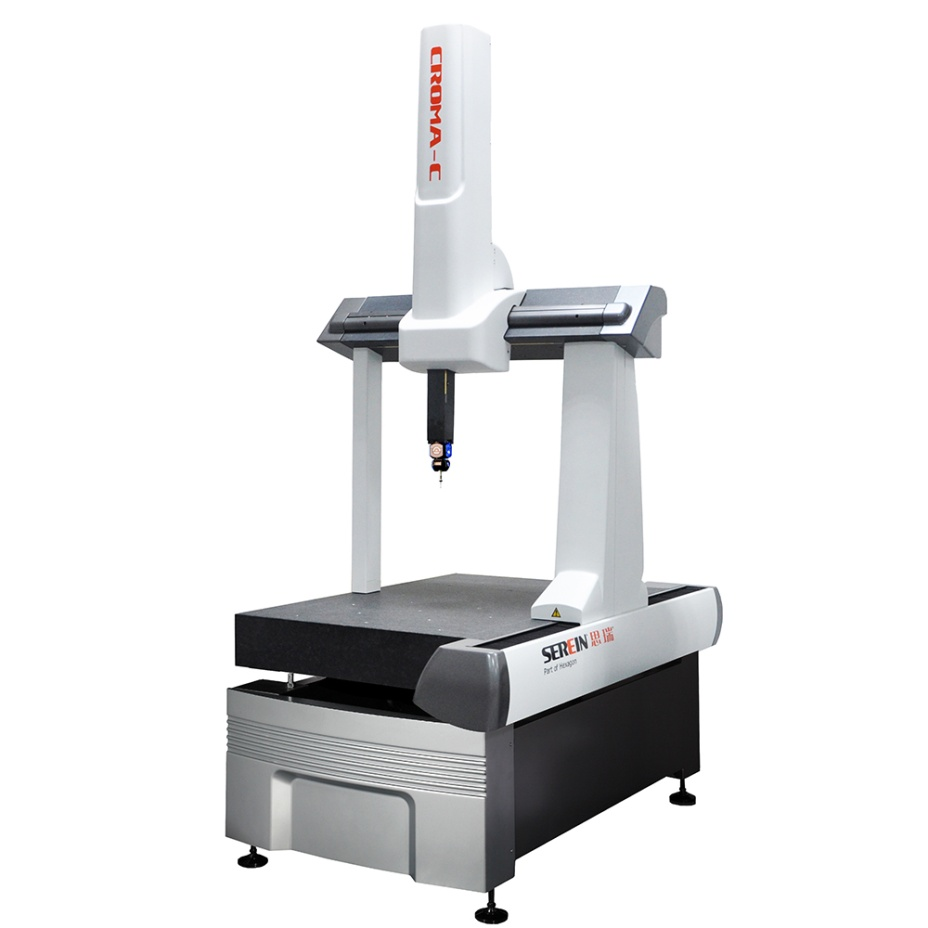 CROMA-C
SEREIN 思瑞
Part of Hexagon